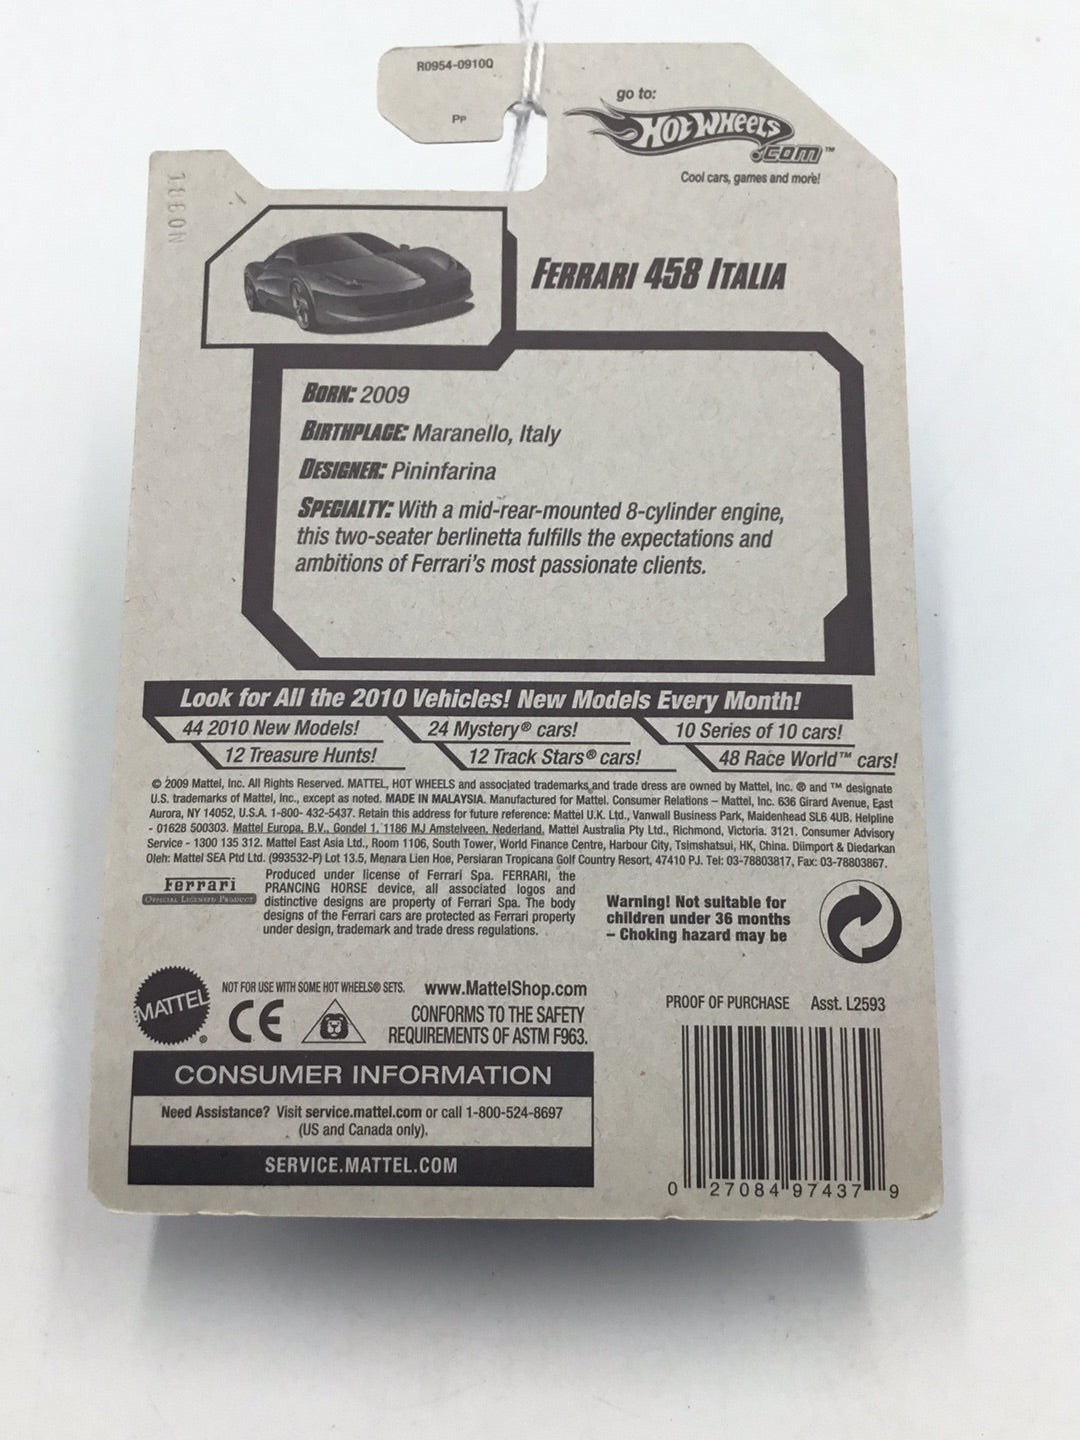 R0954-0910Q
PP
go to:
HOT WHEELS
.COM™
Cool cars, games and more!
FERRARI 458 ITALIA
BORN: 2009
BIRTHPLACE: Maranello, Italy
DESIGNER: Pininfarina
SPECIALTY: With a mid-rear-mounted 8-cylinder engine,
this two-seater berlinetta fulfills the expectations and
ambitions of Ferrari's most passionate clients.
Look for All the 2010 Vehicles! New Models Every Month!
44 2010 New Models! 24 Mystery® cars! 10 Series of 10 cars!
12 Treasure Hunts! 12 Track Stars® cars! 48 Race World™ cars!
© 2009 Mattel, Inc. All Rights Reserved. MATTEL, HOT WHEELS and associated trademarks and trade dress are owned by Mattel, Inc. ® and ™ designate
U.S. trademarks of Mattel, Inc., except as noted. MADE IN MALAYSIA. Manufactured for Mattel. Consumer Relations – Mattel, Inc. 636 Girard Avenue, East
Aurora, NY 14052, U.S.A. 1-800- 432-5437. Retain this address for future reference: Mattel U.K. Ltd., Vanwall Business Park, Maidenhead SL6 4UB. Helpline
- 01628 500303. Mattel Europa, B.V., Gondel 1, 1186 MJ Amstelveen, Nederland. Mattel Australia Pty Ltd., Richmond, Victoria. 3121. Consumer Advisory
Service - 1300 135 312. Mattel East Asia Ltd., Room 1106, South Tower, World Finance Centre, Harbour City, Tsimshatsui, HK, China. Diimport & Diedarkan
Oleh: Mattel SEA Ptd Ltd. (993532-P) Lot 13.5, Menara Lien Hoe, Persiaran Tropicana Golf Country Resort, 47410 PJ. Tel: 03-78803817, Fax: 03-78803867.
Ferrari
OFFICIAL LICENSED PRODUCT
Produced under license of Ferrari Spa. FERRARI, the
PRANCING HORSE device, all associated logos and
distinctive designs are property of Ferrari Spa. The body
designs of the Ferrari cars are protected as Ferrari property
under design, trademark and trade dress regulations.
Warning! Not suitable for
children under 36 months
– Choking hazard may be
MATTEL®
NOT FOR USE WITH SOME HOT WHEELS® SETS. www.MattelShop.com
CE
CONFORMS TO THE SAFETY
REQUIREMENTS OF ASTM F963.
PROOF OF PURCHASE Asst. L2593
CONSUMER INFORMATION
Need Assistance? Visit service.mattel.com or call 1-800-524-8697
(US and Canada only).
SERVICE.MATTEL.COM
0 27084 97437 9